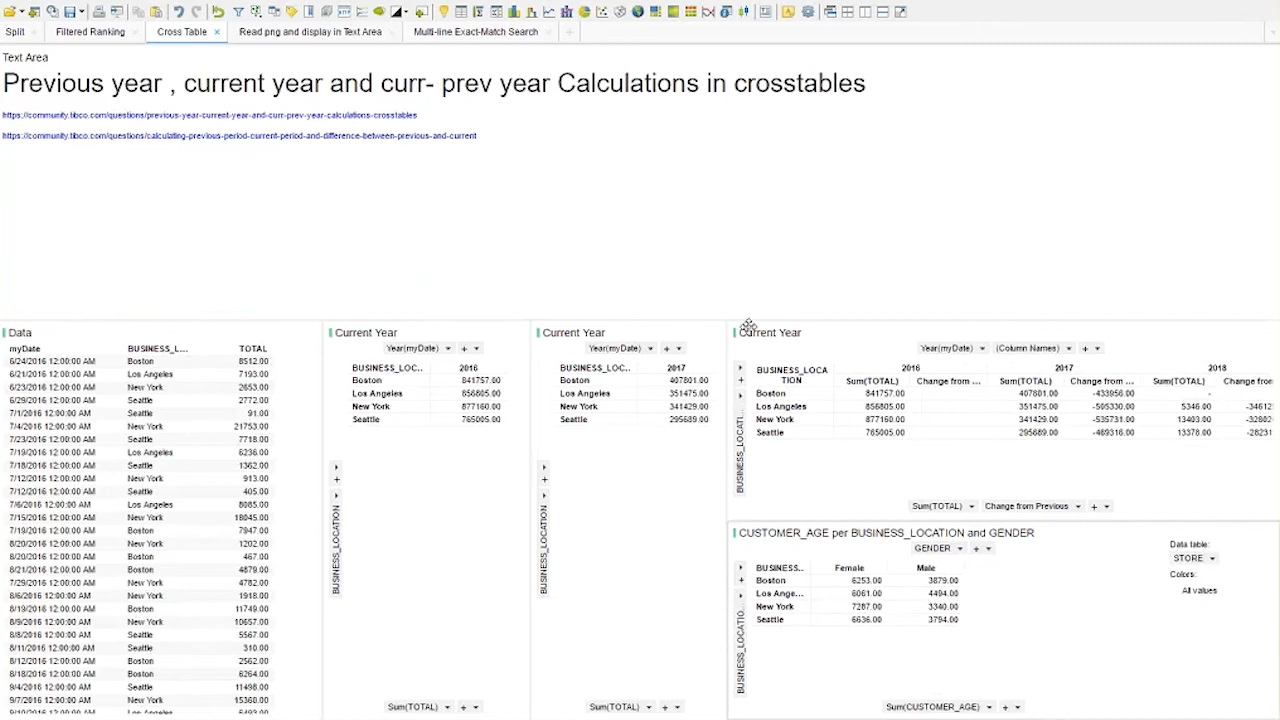 Split
Filtered Ranking
Cross Table
Read png and display in Text Area
Multi-line Exact-Match Search
Text Area
Previous year , current year and curr- prev year Calculations in crosstables
https://community.tibco.com/questions/previous-year-current-year-and-curr-prev-year-calculations-crosstables
https://community.tibco.com/questions/calculating-previous-period-current-period-and-difference-between-previous-and-current
Data
myDate BUSINESS_L... TOTAL
6/24/2016 12:00:00 AM Boston 8512.00
6/21/2016 12:00:00 AM Los Angeles 7193.00
6/23/2016 12:00:00 AM New York 2653.00
6/29/2016 12:00:00 AM Seattle 2772.00
7/1/2016 12:00:00 AM Seattle 91.00
7/4/2016 12:00:00 AM New York 21753.00
7/23/2016 12:00:00 AM Seattle 7718.00
7/19/2016 12:00:00 AM Los Angeles 6236.00
7/18/2016 12:00:00 AM Seattle 1362.00
7/12/2016 12:00:00 AM New York 913.00
7/12/2016 12:00:00 AM Seattle 405.00
7/6/2016 12:00:00 AM Los Angeles 8085.00
7/15/2016 12:00:00 AM New York 18045.00
7/19/2016 12:00:00 AM Boston 7947.00
8/20/2016 12:00:00 AM New York 1202.00
8/20/2016 12:00:00 AM Boston 467.00
8/21/2016 12:00:00 AM Boston 4879.00
7/29/2016 12:00:00 AM New York 4782.00
8/6/2016 12:00:00 AM New York 1918.00
8/19/2016 12:00:00 AM Boston 11749.00
8/9/2016 12:00:00 AM New York 10657.00
8/8/2016 12:00:00 AM Seattle 5567.00
8/11/2016 12:00:00 AM Seattle 310.00
8/12/2016 12:00:00 AM Boston 2562.00
8/18/2016 12:00:00 AM Boston 6264.00
9/4/2016 12:00:00 AM Seattle 11498.00
9/7/2016 12:00:00 AM New York 15360.00
Current Year
Year(myDate) +
BUSINESS_LOC... 2016
Boston 841757.00
Los Angeles 856805.00
New York 877160.00
Seattle 765005.00
+
BUSINESS_LOCATION
Sum(TOTAL) +
Current Year
Year(myDate) +
BUSINESS_LOC... 2017
Boston 407801.00
Los Angeles 351475.00
New York 341429.00
Seattle 295689.00
+
BUSINESS_LOCATION
Sum(TOTAL) +
Current Year
Year(myDate) (Column Names) +
BUSINESS_LOCA
TION
2016 2017 2018
Sum(TOTAL) Change from ... Sum(TOTAL) Change from ... Sum(TOTAL) Change from
Boston 841757.00 407801.00 -433956.00 -
Los Angeles 856805.00 351475.00 -505330.00 5346.00 -34612
New York 877160.00 341429.00 -535731.00 13403.00 -32802
Seattle 765005.00 295689.00 -469316.00 13378.00 -28231
+
BUSINESS_LOCATI...
Sum(TOTAL) Change from Previous +
CUSTOMER_AGE per BUSINESS_LOCATION and GENDER
GENDER +
BUSINESS.. Female Male
Boston 6253.00 3879.00
Los Ange... 6061.00 4494.00
New York 7287.00 3340.00
Seattle 6636.00 3794.00
+
BUSINESS_LOCATIO...
Sum(CUSTOMER_AGE) +
Data table:
STORE
Colors:
All values